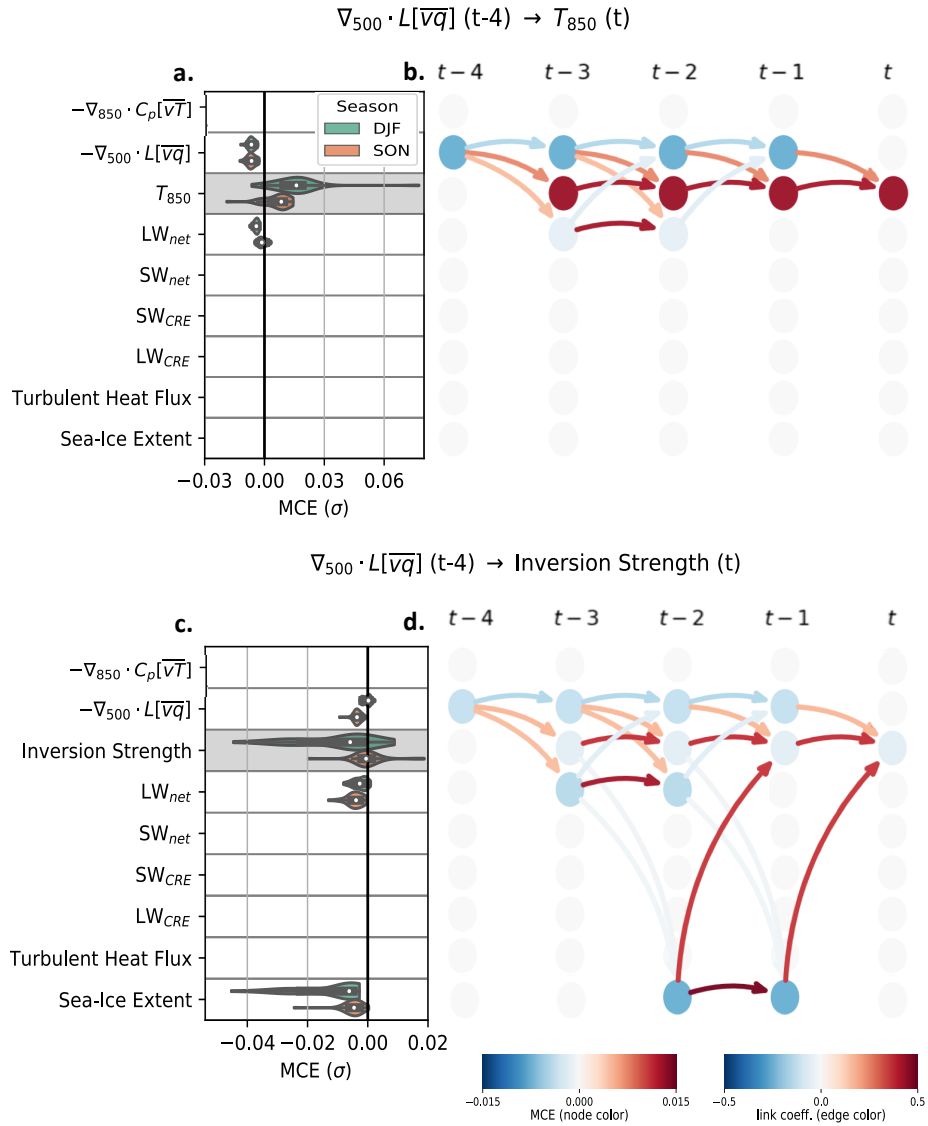 ∇₅₀₀ · L[v̅q̅] (t-4) → T₈₅₀ (t)
a.
b.
t − 4
t − 3
t − 2
t − 1
t
Season
DJF
SON
−∇₈₅₀ · Cₚ[v̅T̅]
−∇₅₀₀ · L[v̅q̅]
T₈₅₀
LWnet
SWnet
SWCRE
LWCRE
Turbulent Heat Flux
Sea-Ice Extent
−0.03 0.00 0.03 0.06
MCE (σ)
∇₅₀₀ · L[v̅q̅] (t-4) → Inversion Strength (t)
c.
d.
t − 4
t − 3
t − 2
t − 1
t
−∇₈₅₀ · Cₚ[v̅T̅]
−∇₅₀₀ · L[v̅q̅]
Inversion Strength
LWnet
SWnet
SWCRE
LWCRE
Turbulent Heat Flux
Sea-Ice Extent
−0.04 −0.02 0.00 0.02
MCE (σ)
−0.015 0.000 0.015
MCE (node color)
−0.5 0.0 0.5
link coeff. (edge color)